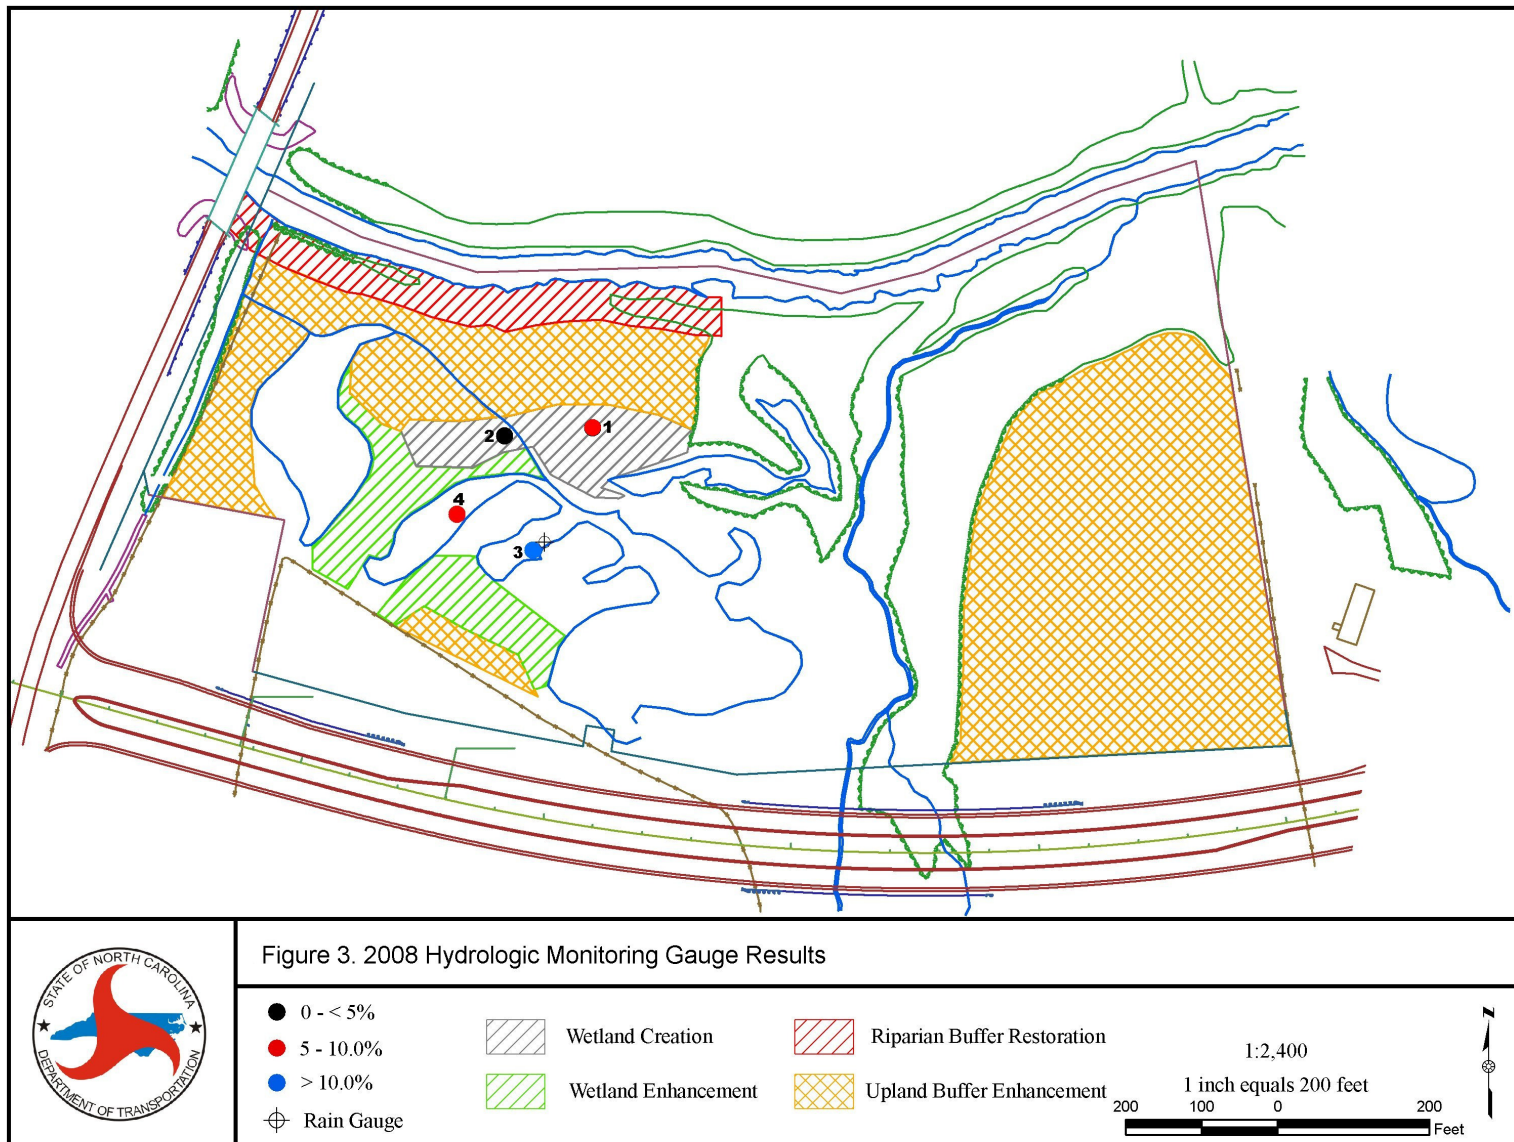 2
1
4
3
STATE OF NORTH CAROLINA
DEPARTMENT OF TRANSPORTATION
Figure 3. 2008 Hydrologic Monitoring Gauge Results
0 - < 5%
5 - 10.0%
> 10.0%
Rain Gauge
Wetland Creation
Wetland Enhancement
Riparian Buffer Restoration
Upland Buffer Enhancement
1:2,400
1 inch equals 200 feet
200 100 0 200
Feet
N